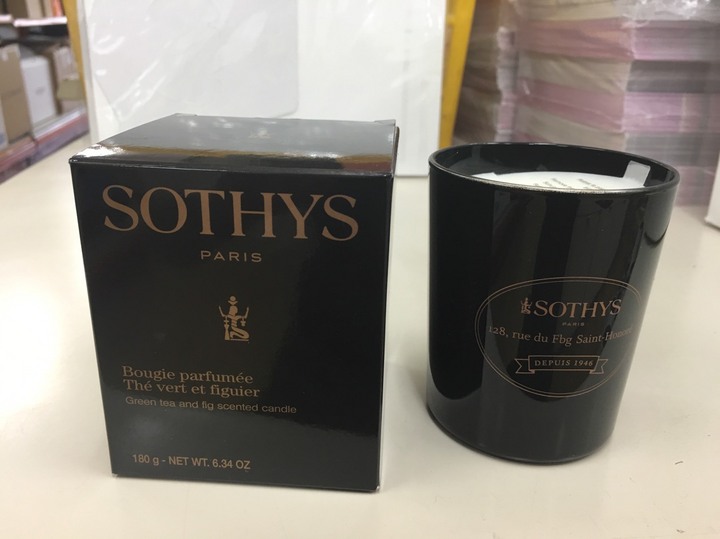 SOTHYS
PARIS
Bougie parfumée
Thé vert et figuier
Green tea and fig scented candle
180 g - NET WT. 6.34 OZ
SOTHYS
PARIS
128, rue du Fbg Saint-Honoré
DEPUIS 1946